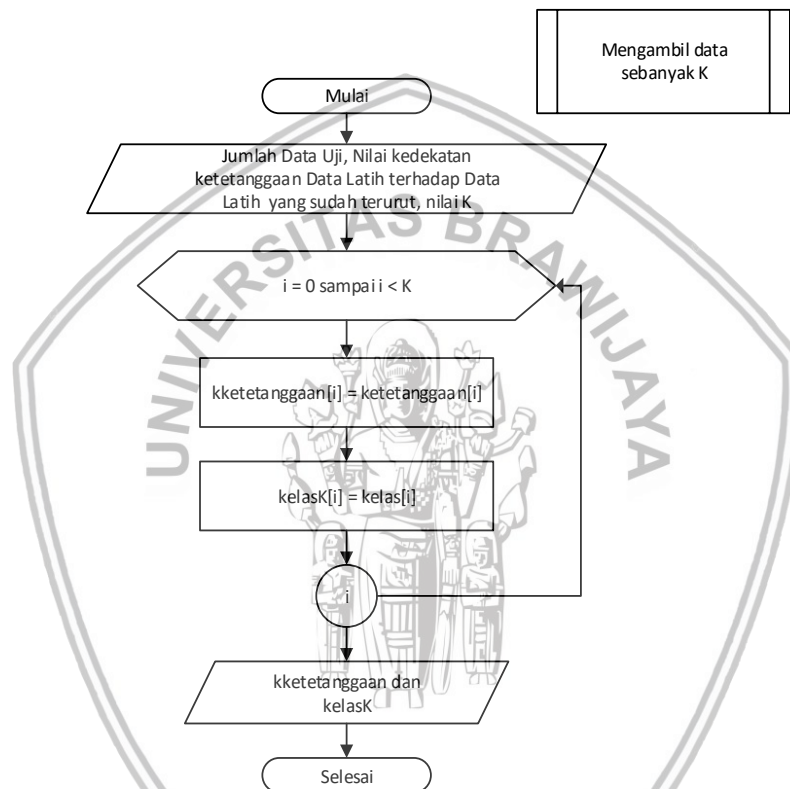 Mengambil data
sebanyak K
Mulai
Jumlah Data Uji, Nilai kedekatan
ketetanggaan Data Latih terhadap Data
Latih yang sudah terurut, nilai K
UNIVERSITAS BRAWIJAYA
i = 0 sampai i < K
kketetanggaan[i] = ketetanggaan[i]
kelasK[i] = kelas[i]
i
kketetanggaan dan
kelasK
Selesai